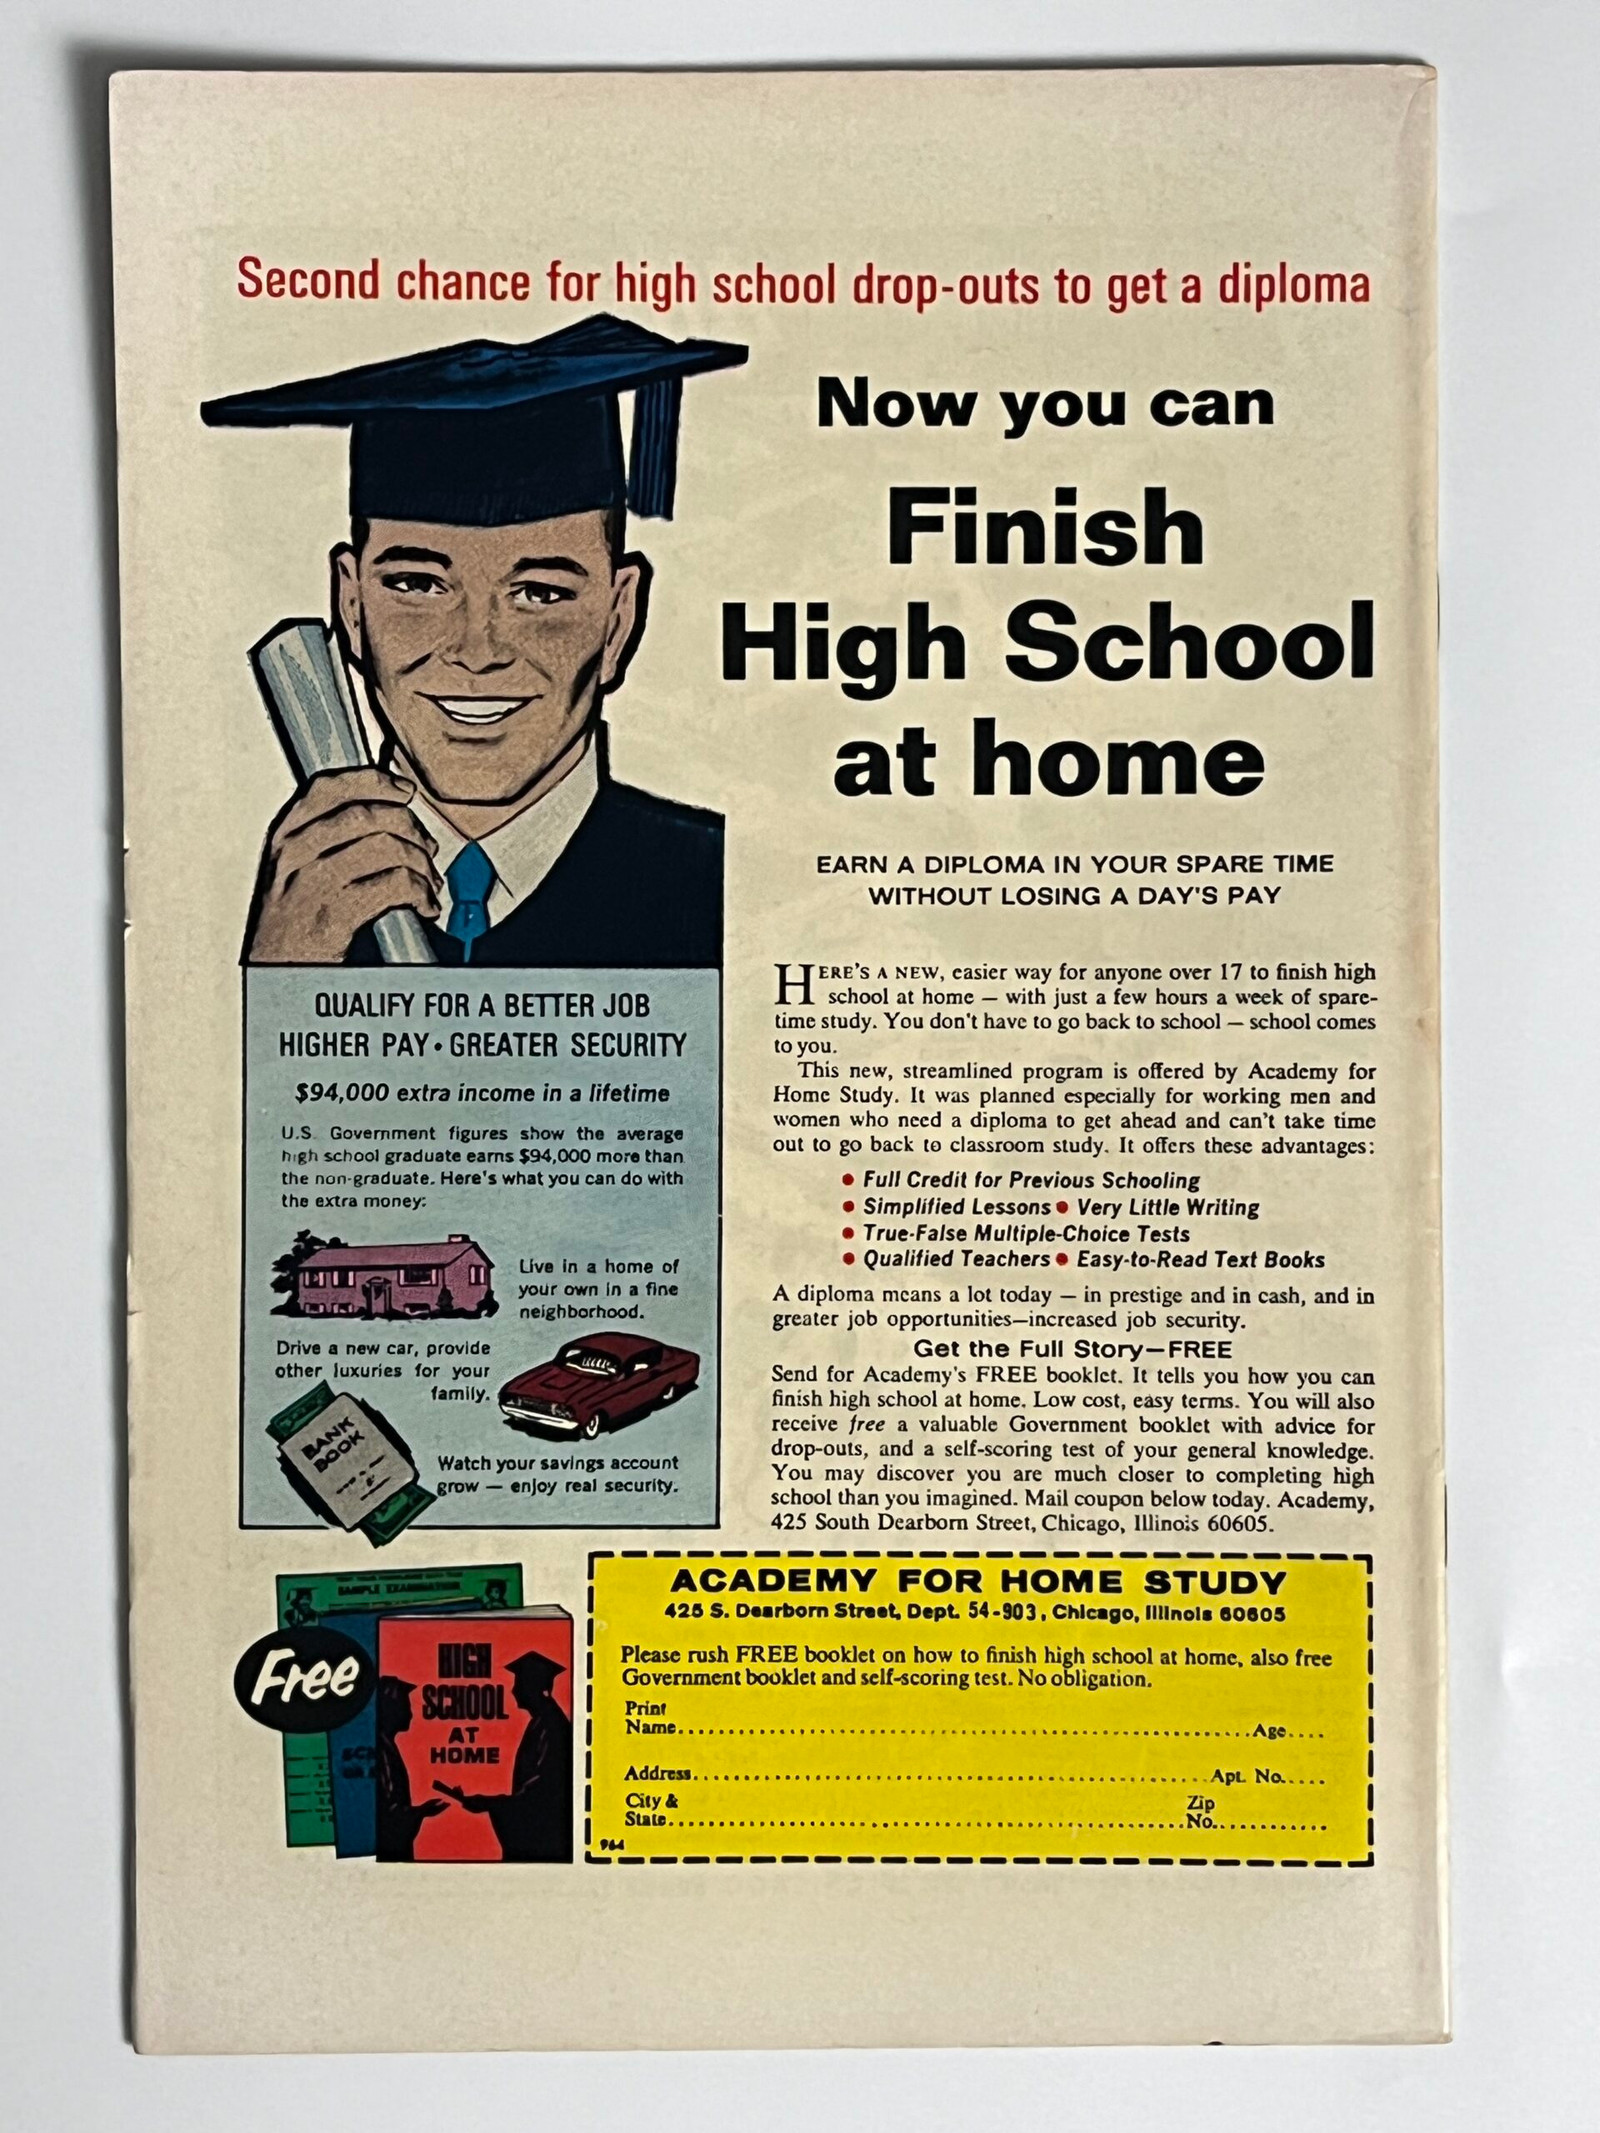 Second chance for high school drop-outs to get a diploma
Now you can
Finish
High School
at home
EARN A DIPLOMA IN YOUR SPARE TIME
WITHOUT LOSING A DAY'S PAY
HERE'S A NEW, easier way for anyone over 17 to finish high
school at home — with just a few hours a week of spare-
time study. You don't have to go back to school — school comes
to you.
This new, streamlined program is offered by Academy for
Home Study. It was planned especially for working men and
women who need a diploma to get ahead and can't take time
out to go back to classroom study. It offers these advantages:
• Full Credit for Previous Schooling
• Simplified Lessons • Very Little Writing
• True-False Multiple-Choice Tests
• Qualified Teachers • Easy-to-Read Text Books
A diploma means a lot today — in prestige and in cash, and in
greater job opportunities—increased job security.
Get the Full Story—FREE
Send for Academy's FREE booklet. It tells you how you can
finish high school at home. Low cost, easy terms. You will also
receive free a valuable Government booklet with advice for
drop-outs, and a self-scoring test of your general knowledge.
You may discover you are much closer to completing high
school than you imagined. Mail coupon below today. Academy,
425 South Dearborn Street, Chicago, Illinois 60605.
QUALIFY FOR A BETTER JOB
HIGHER PAY • GREATER SECURITY
$94,000 extra income in a lifetime
U.S. Government figures show the average
high school graduate earns $94,000 more than
the non-graduate. Here's what you can do with
the extra money:
Live in a home of
your own in a fine
neighborhood.
Drive a new car, provide
other luxuries for your
family.
BANK
BOOK
Watch your savings account
grow — enjoy real security.
SAMPLE EXAMINATION
Free
HIGH
SCHOOL
AT
HOME
ACADEMY FOR HOME STUDY
425 S. Dearborn Street, Dept. 54-903, Chicago, Illinois 60605
Please rush FREE booklet on how to finish high school at home, also free
Government booklet and self-scoring test. No obligation.
Print
Name.......... Age....
Address.......... Apt. No.....
City & Zip
State.......... No...........
964